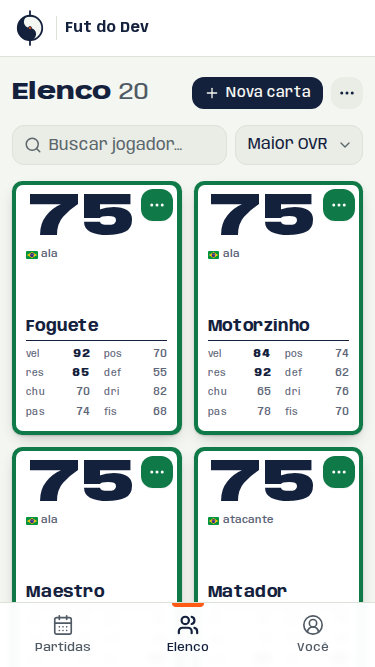 Fut do Dev
Elenco 20
Nova carta
Buscar jogador…
Maior OVR
75
ala
Foguete
vel 92 pos 70
res 85 def 55
chu 70 dri 82
pas 74 fis 68
75
ala
Motorzinho
vel 84 pos 74
res 92 def 62
chu 65 dri 76
pas 78 fis 70
75
ala
Maestro
75
atacante
Matador
Partidas
Elenco
Você